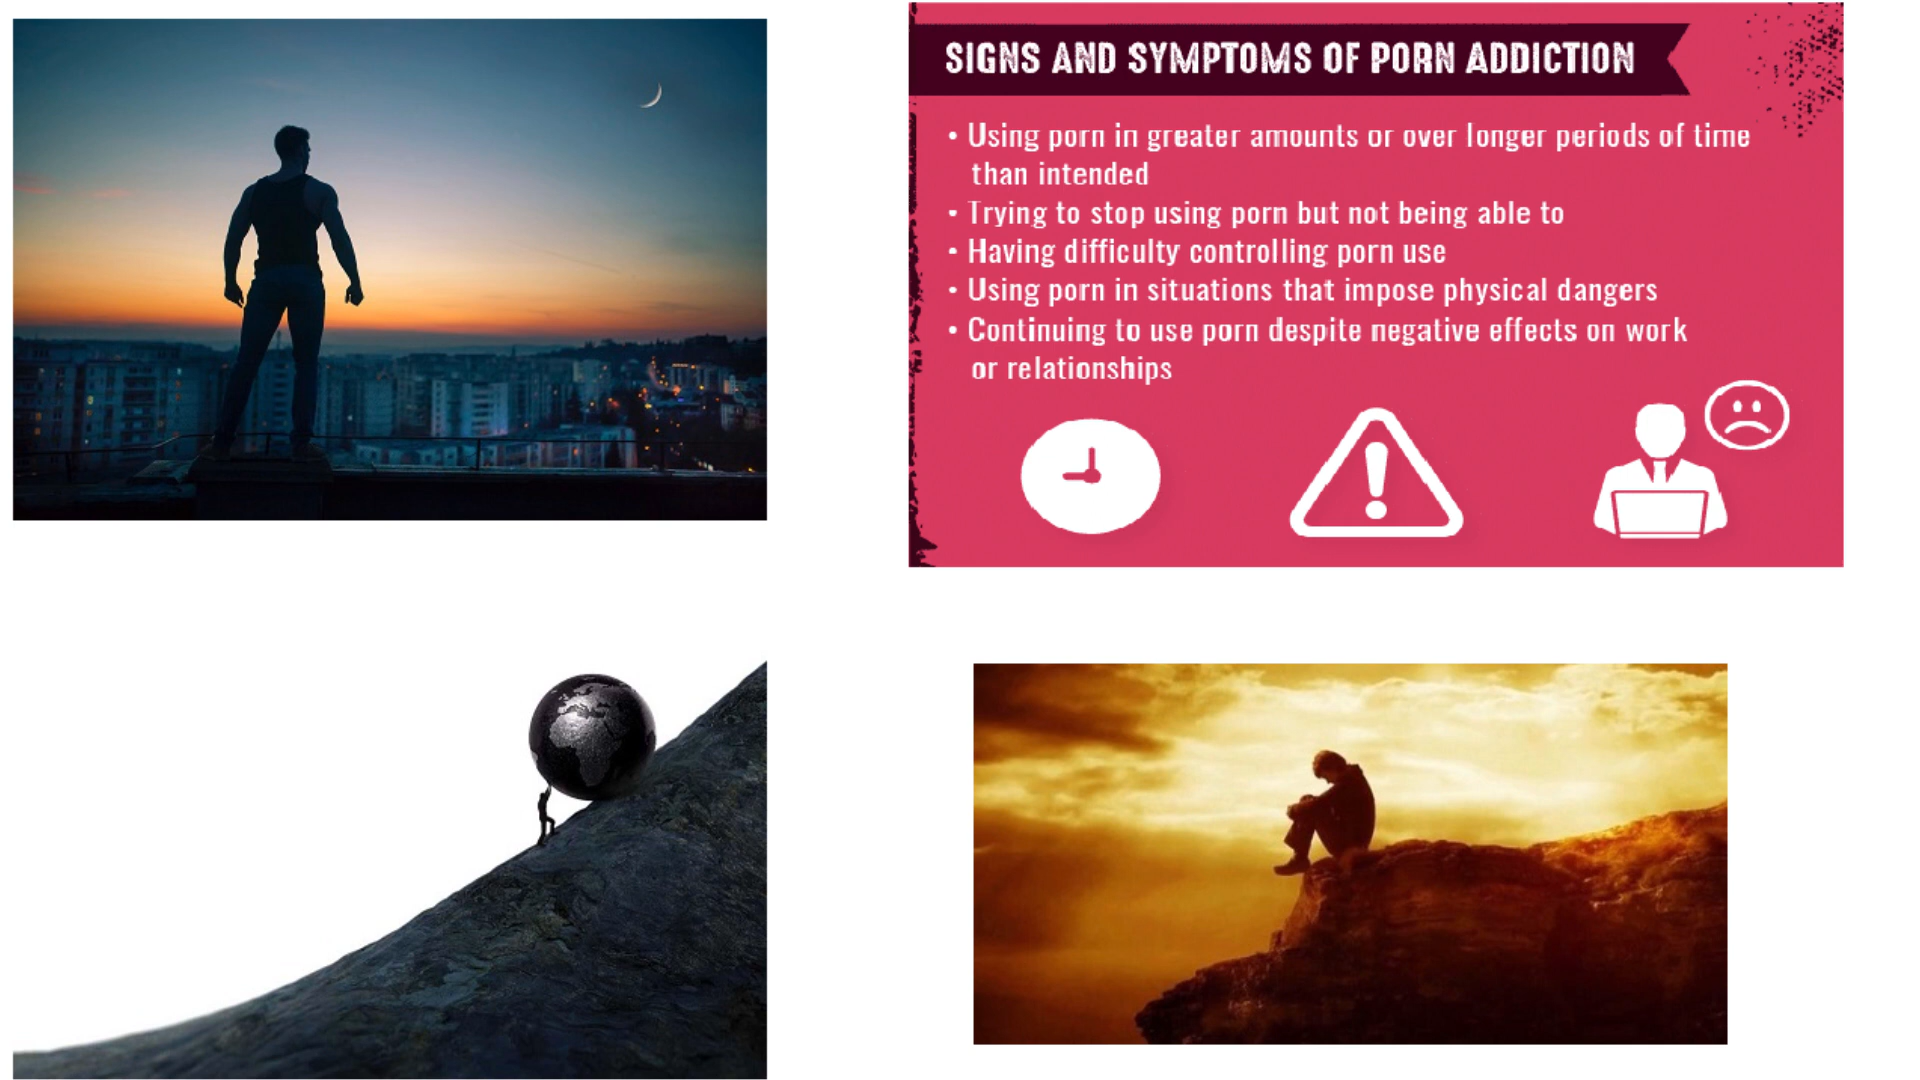 SIGNS AND SYMPTOMS OF PORN ADDICTION
• Using porn in greater amounts or over longer periods of time
than intended
• Trying to stop using porn but not being able to
• Having difficulty controlling porn use
• Using porn in situations that impose physical dangers
• Continuing to use porn despite negative effects on work
or relationships